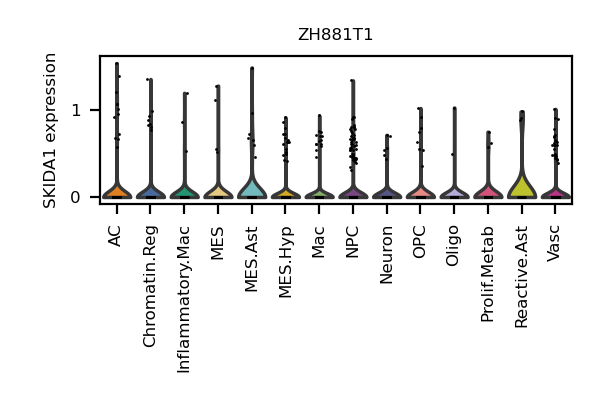 ZH881T1
SKIDA1 expression
1
0
AC
Chromatin.Reg
Inflammatory.Mac
MES
MES.Ast
MES.Hyp
Mac
NPC
Neuron
OPC
Oligo
Prolif.Metab
Reactive.Ast
Vasc